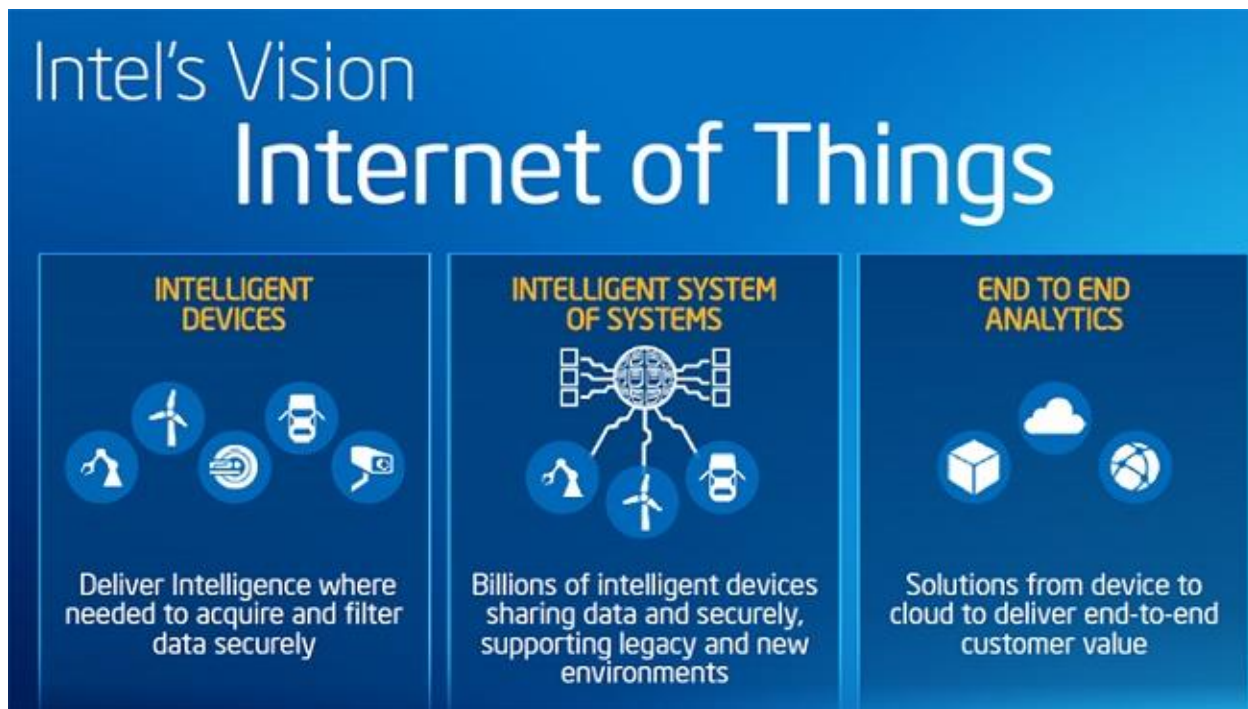 Intel's Vision
Internet of Things
INTELLIGENT
DEVICES
Deliver Intelligence where
needed to acquire and filter
data securely
INTELLIGENT SYSTEM
OF SYSTEMS
Billions of intelligent devices
sharing data and securely,
supporting legacy and new
environments
END TO END
ANALYTICS
Solutions from device to
cloud to deliver end-to-end
customer value